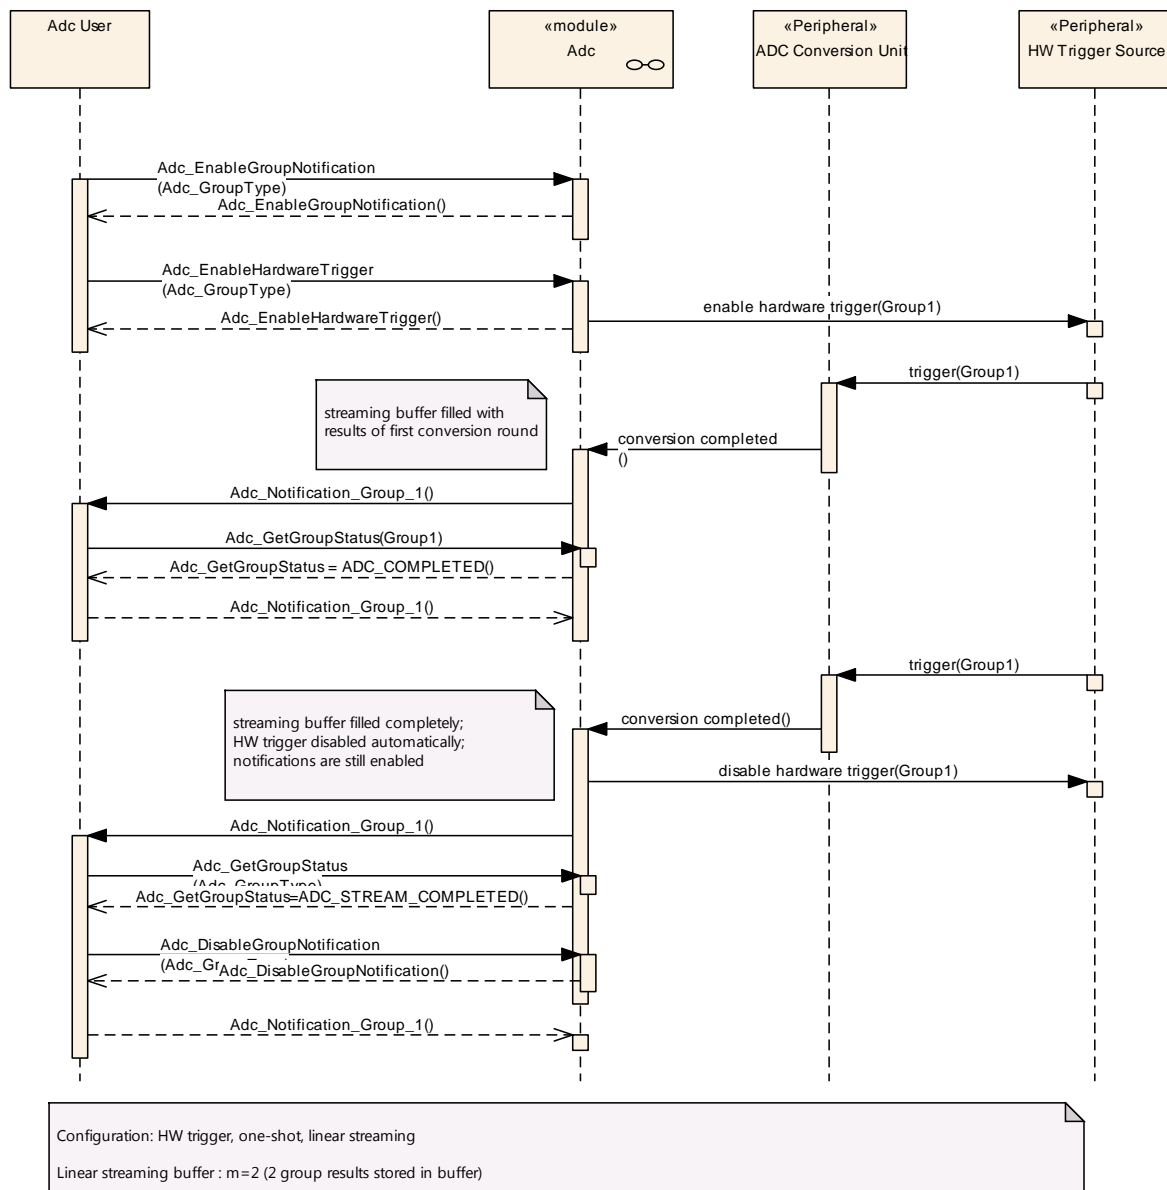 Adc User
«module»
Adc
«Peripheral»
ADC Conversion Unit
«Peripheral»
HW Trigger Source
Adc_EnableGroupNotification
(Adc_GroupType)
Adc_EnableGroupNotification()
Adc_EnableHardwareTrigger
(Adc_GroupType)
Adc_EnableHardwareTrigger()
enable hardware trigger(Group1)
trigger(Group1)
streaming buffer filled with
results of first conversion round
conversion completed
()
Adc_Notification_Group_1()
Adc_GetGroupStatus(Group1)
Adc_GetGroupStatus = ADC_COMPLETED()
Adc_Notification_Group_1()
trigger(Group1)
streaming buffer filled completely;
HW trigger disabled automatically;
notifications are still enabled
conversion completed()
disable hardware trigger(Group1)
Adc_Notification_Group_1()
Adc_GetGroupStatus
(Adc_GroupType)
Adc_GetGroupStatus=ADC_STREAM_COMPLETED()
Adc_DisableGroupNotification
Adc_DisableGroupNotification()
Adc_Notification_Group_1()
Configuration: HW trigger, one-shot, linear streaming
Linear streaming buffer : m=2 (2 group results stored in buffer)